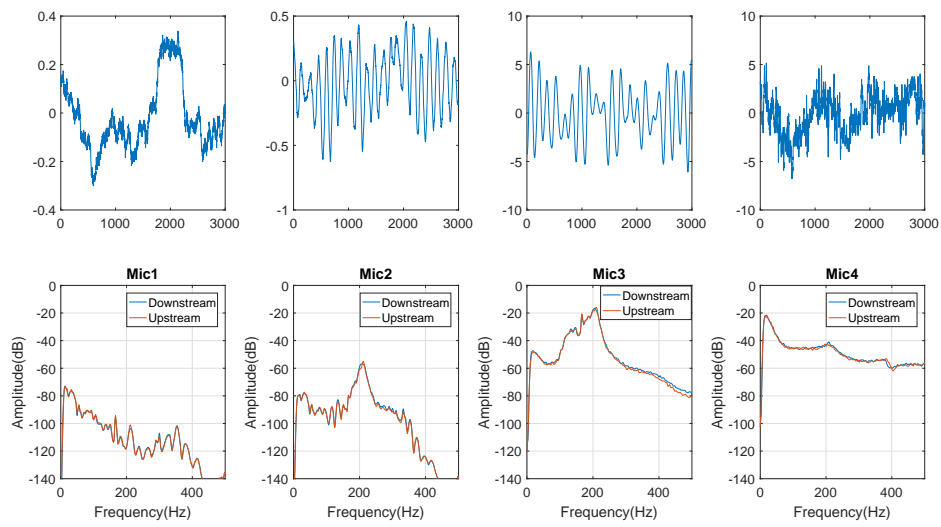 0.4
0.2
0
-0.2
-0.4
0 1000 2000 3000
0.5
0
-0.5
-1
0 1000 2000 3000
10
5
0
-5
-10
0 1000 2000 3000
10
5
0
-5
-10
0 1000 2000 3000
Mic1
Amplitude(dB)
0
-20
-40
-60
-80
-100
-120
-140
Downstream
Upstream
0 200 400
Frequency(Hz)
Mic2
Amplitude(dB)
0
-20
-40
-60
-80
-100
-120
-140
Downstream
Upstream
0 200 400
Frequency(Hz)
Mic3
Amplitude(dB)
0
-20
-40
-60
-80
-100
-120
-140
Downstream
Upstream
0 200 400
Frequency(Hz)
Mic4
Amplitude(dB)
0
-20
-40
-60
-80
-100
-120
-140
Downstream
Upstream
0 200 400
Frequency(Hz)